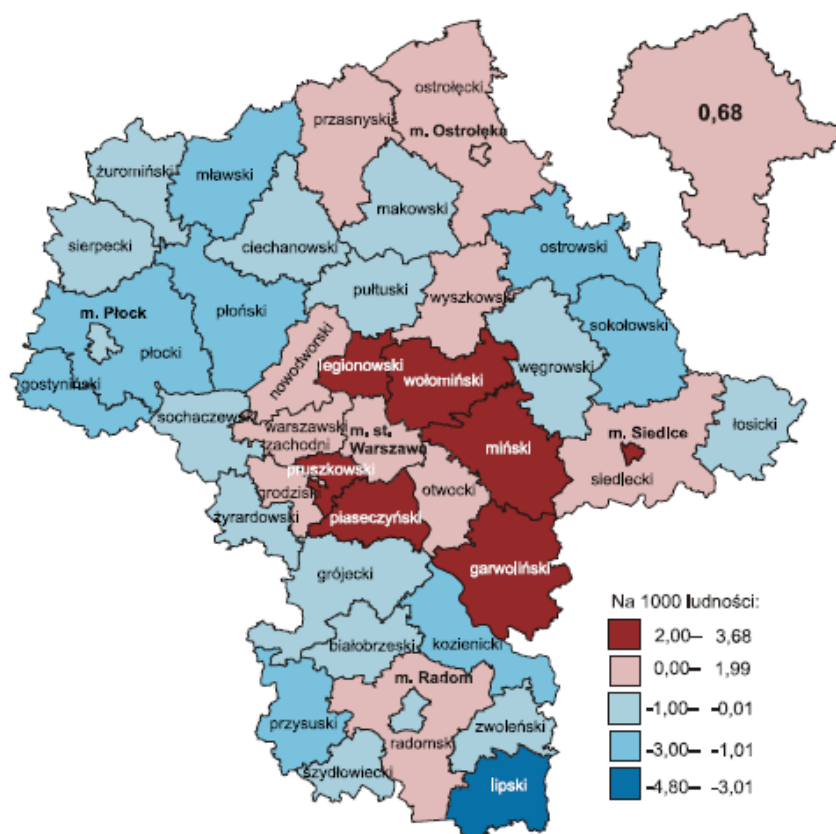 ostrołęcki
przasnyski
m. Ostrołęka
0,68
żuromiński
mławski
makowski
sierpecki
ciechanowski
ostrowski
pułtuski
wyszkowski
m. Płock
płoński
sokołowski
płocki
nowodworski
legionowski
wołomiński
węgrowski
gostyniński
sochaczewski
warszawski
zachodni
m. st.
Warszawa
miński
m. Siedlce
łosicki
pruszkowski
siedlecki
grodziski
otwocki
żyrardowski
piaseczyński
garwoliński
grójecki
białobrzeski
kozienicki
m. Radom
przysuski
radomski
zwoleński
szydłowiecki
lipski
Na 1000 ludności:
2,00– 3,68
0,00– 1,99
-1,00– -0,01
-3,00– -1,01
-4,80– -3,01